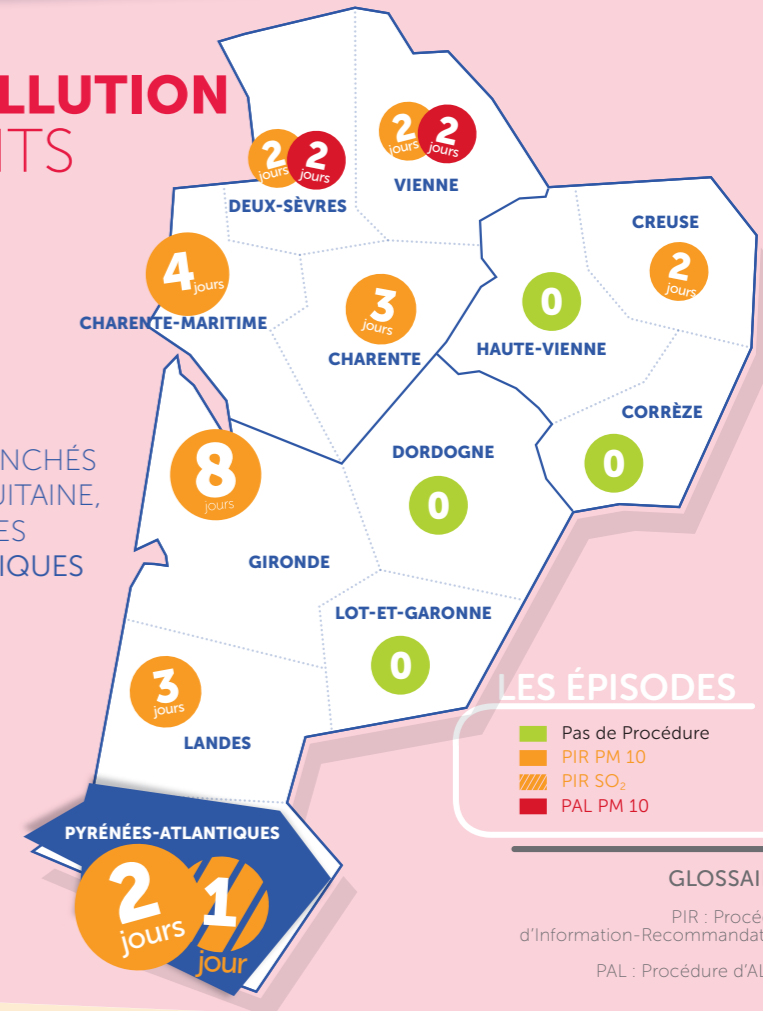 LLUTION
TS
2
jours
2
jours
DEUX-SÈVRES
2
jours
2
jours
VIENNE
4
jours
CHARENTE-MARITIME
3
jours
CHARENTE
0
HAUTE-VIENNE
CREUSE
2
jours
CORRÈZE
0
NCHÉS
UITAINE,
ES
IQUES
8
jours
GIRONDE
DORDOGNE
0
LOT-ET-GARONNE
0
3
jours
LANDES
PYRÉNÉES-ATLANTIQUES
2
jours
1
jour
LES ÉPISODES
Pas de Procédure
PIR PM 10
PIR SO₂
PAL PM 10
GLOSSAI
PIR : Procé
d'Information-Recommandat
PAL : Procédure d'AL